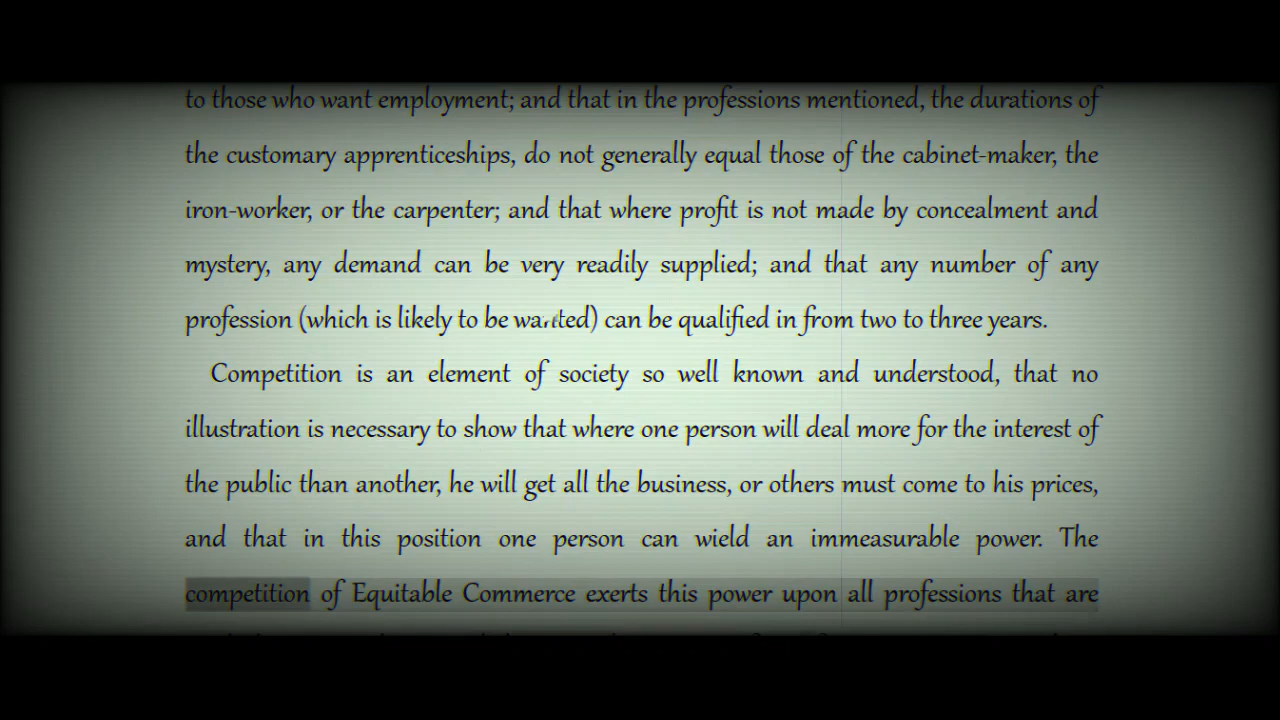 to those who want employment; and that in the professions mentioned, the durations of
the customary apprenticeships, do not generally equal those of the cabinet-maker, the
iron-worker, or the carpenter; and that where profit is not made by concealment and
mystery, any demand can be very readily supplied; and that any number of any
profession (which is likely to be wanted) can be qualified in from two to three years.
Competition is an element of society so well known and understood, that no
illustration is necessary to show that where one person will deal more for the interest of
the public than another, he will get all the business, or others must come to his prices,
and that in this position one person can wield an immeasurable power. The
competition of Equitable Commerce exerts this power upon all professions that are